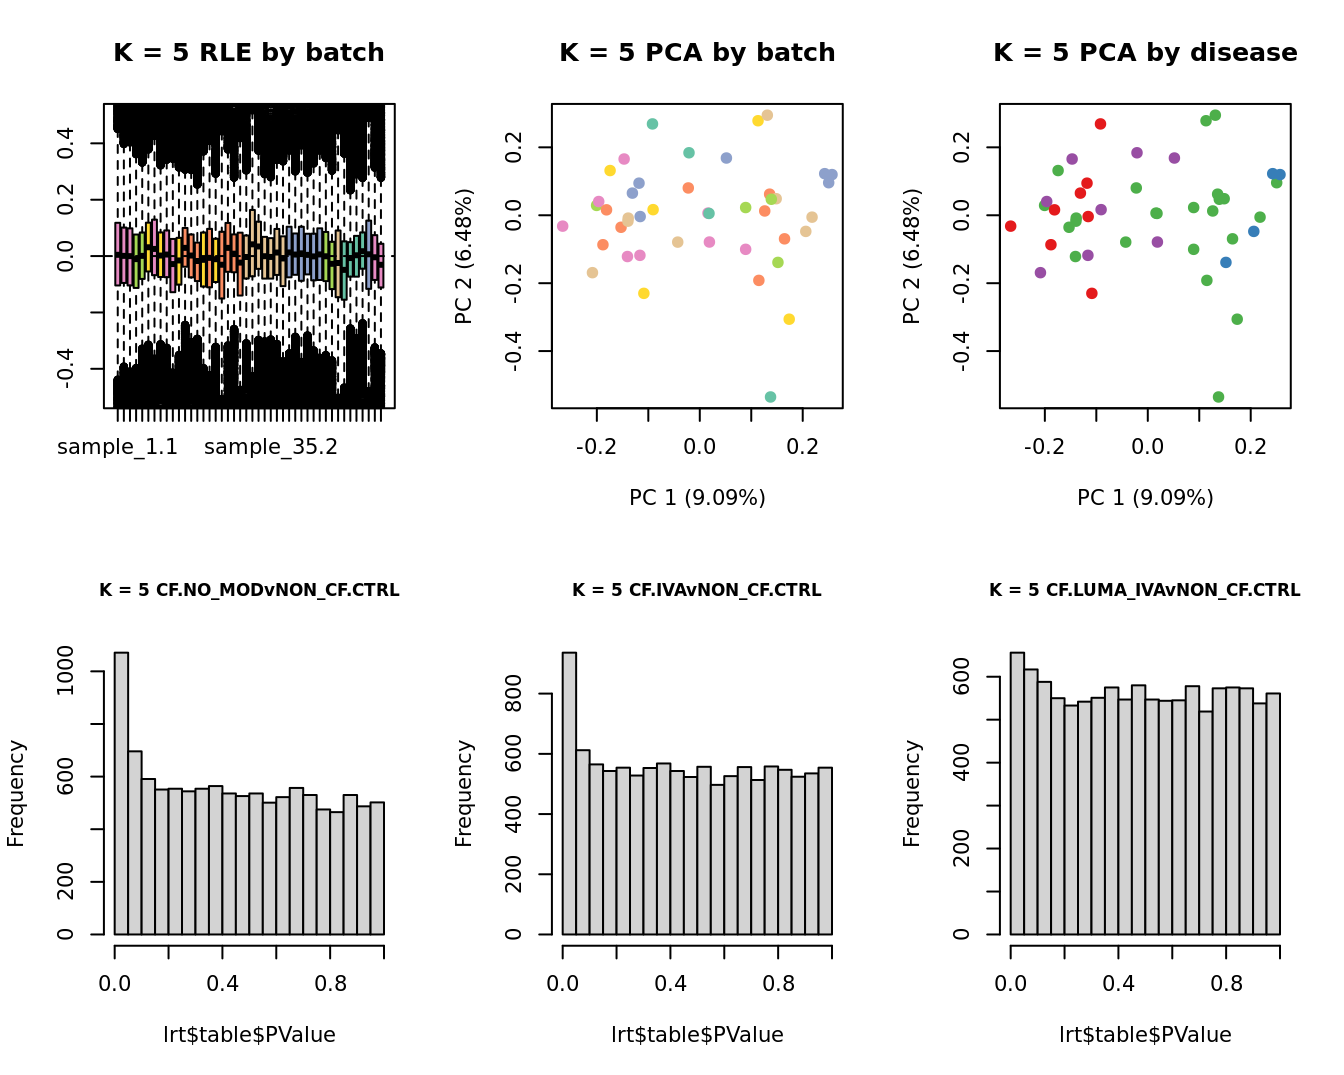 K = 5 RLE by batch
0.4
0.2
0.0
-0.4
sample_1.1 sample_35.2
K = 5 PCA by batch
PC 2 (6.48%)
0.2
0.0
-0.2
-0.4
-0.2 0.0 0.2
PC 1 (9.09%)
K = 5 PCA by disease
PC 2 (6.48%)
0.2
0.0
-0.2
-0.4
-0.2 0.0 0.2
PC 1 (9.09%)
K = 5 CF.NO_MODvNON_CF.CTRL
Frequency
1000
600
200
0
0.0 0.4 0.8
lrt$table$PValue
K = 5 CF.IVAvNON_CF.CTRL
Frequency
800
600
400
200
0
0.0 0.4 0.8
lrt$table$PValue
K = 5 CF.LUMA_IVAvNON_CF.CTRL
Frequency
600
400
200
0
0.0 0.4 0.8
lrt$table$PValue